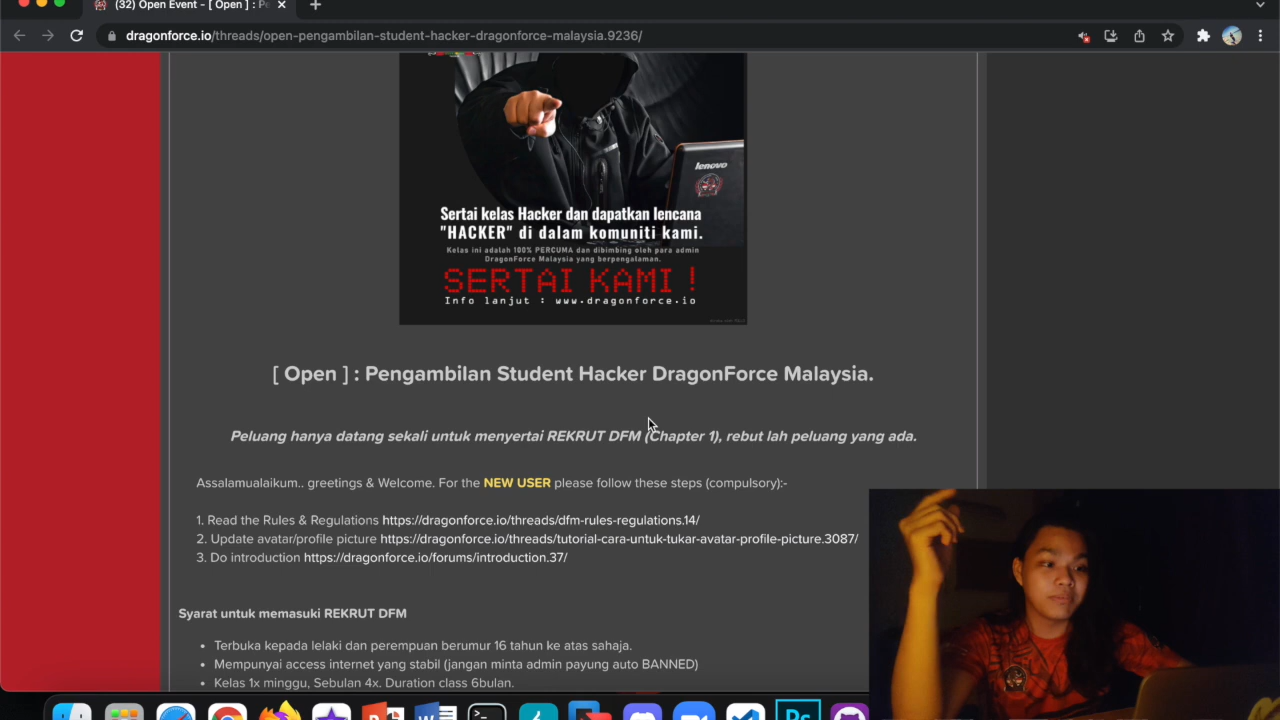 (32) Open Event - [ Open ] : Pe
dragonforce.io/threads/open-pengambilan-student-hacker-dragonforce-malaysia.9236/
lenovo
Sertai kelas Hacker dan dapatkan lencana
"HACKER" di dalam komuniti kami.
Kelas ini adalah 100% PERCUMA dan dibimbing oleh para admin
DragonForce Malaysia yang berpengalaman.
SERTAI KAMI !
Info lanjut : www.dragonforce.io
[ Open ] : Pengambilan Student Hacker DragonForce Malaysia.
Peluang hanya datang sekali untuk menyertai REKRUT DFM (Chapter 1), rebut lah peluang yang ada.
Assalamualaikum.. greetings & Welcome. For the NEW USER please follow these steps (compulsory):-
1. Read the Rules & Regulations https://dragonforce.io/threads/dfm-rules-regulations.14/
2. Update avatar/profile picture https://dragonforce.io/threads/tutorial-cara-untuk-tukar-avatar-profile-picture.3087/
3. Do introduction https://dragonforce.io/forums/introduction.37/
Syarat untuk memasuki REKRUT DFM
• Terbuka kepada lelaki dan perempuan berumur 16 tahun ke atas sahaja.
• Mempunyai access internet yang stabil (jangan minta admin payung auto BANNED)
• Kelas 1x minggu, Sebulan 4x. Duration class 6bulan.
Ps